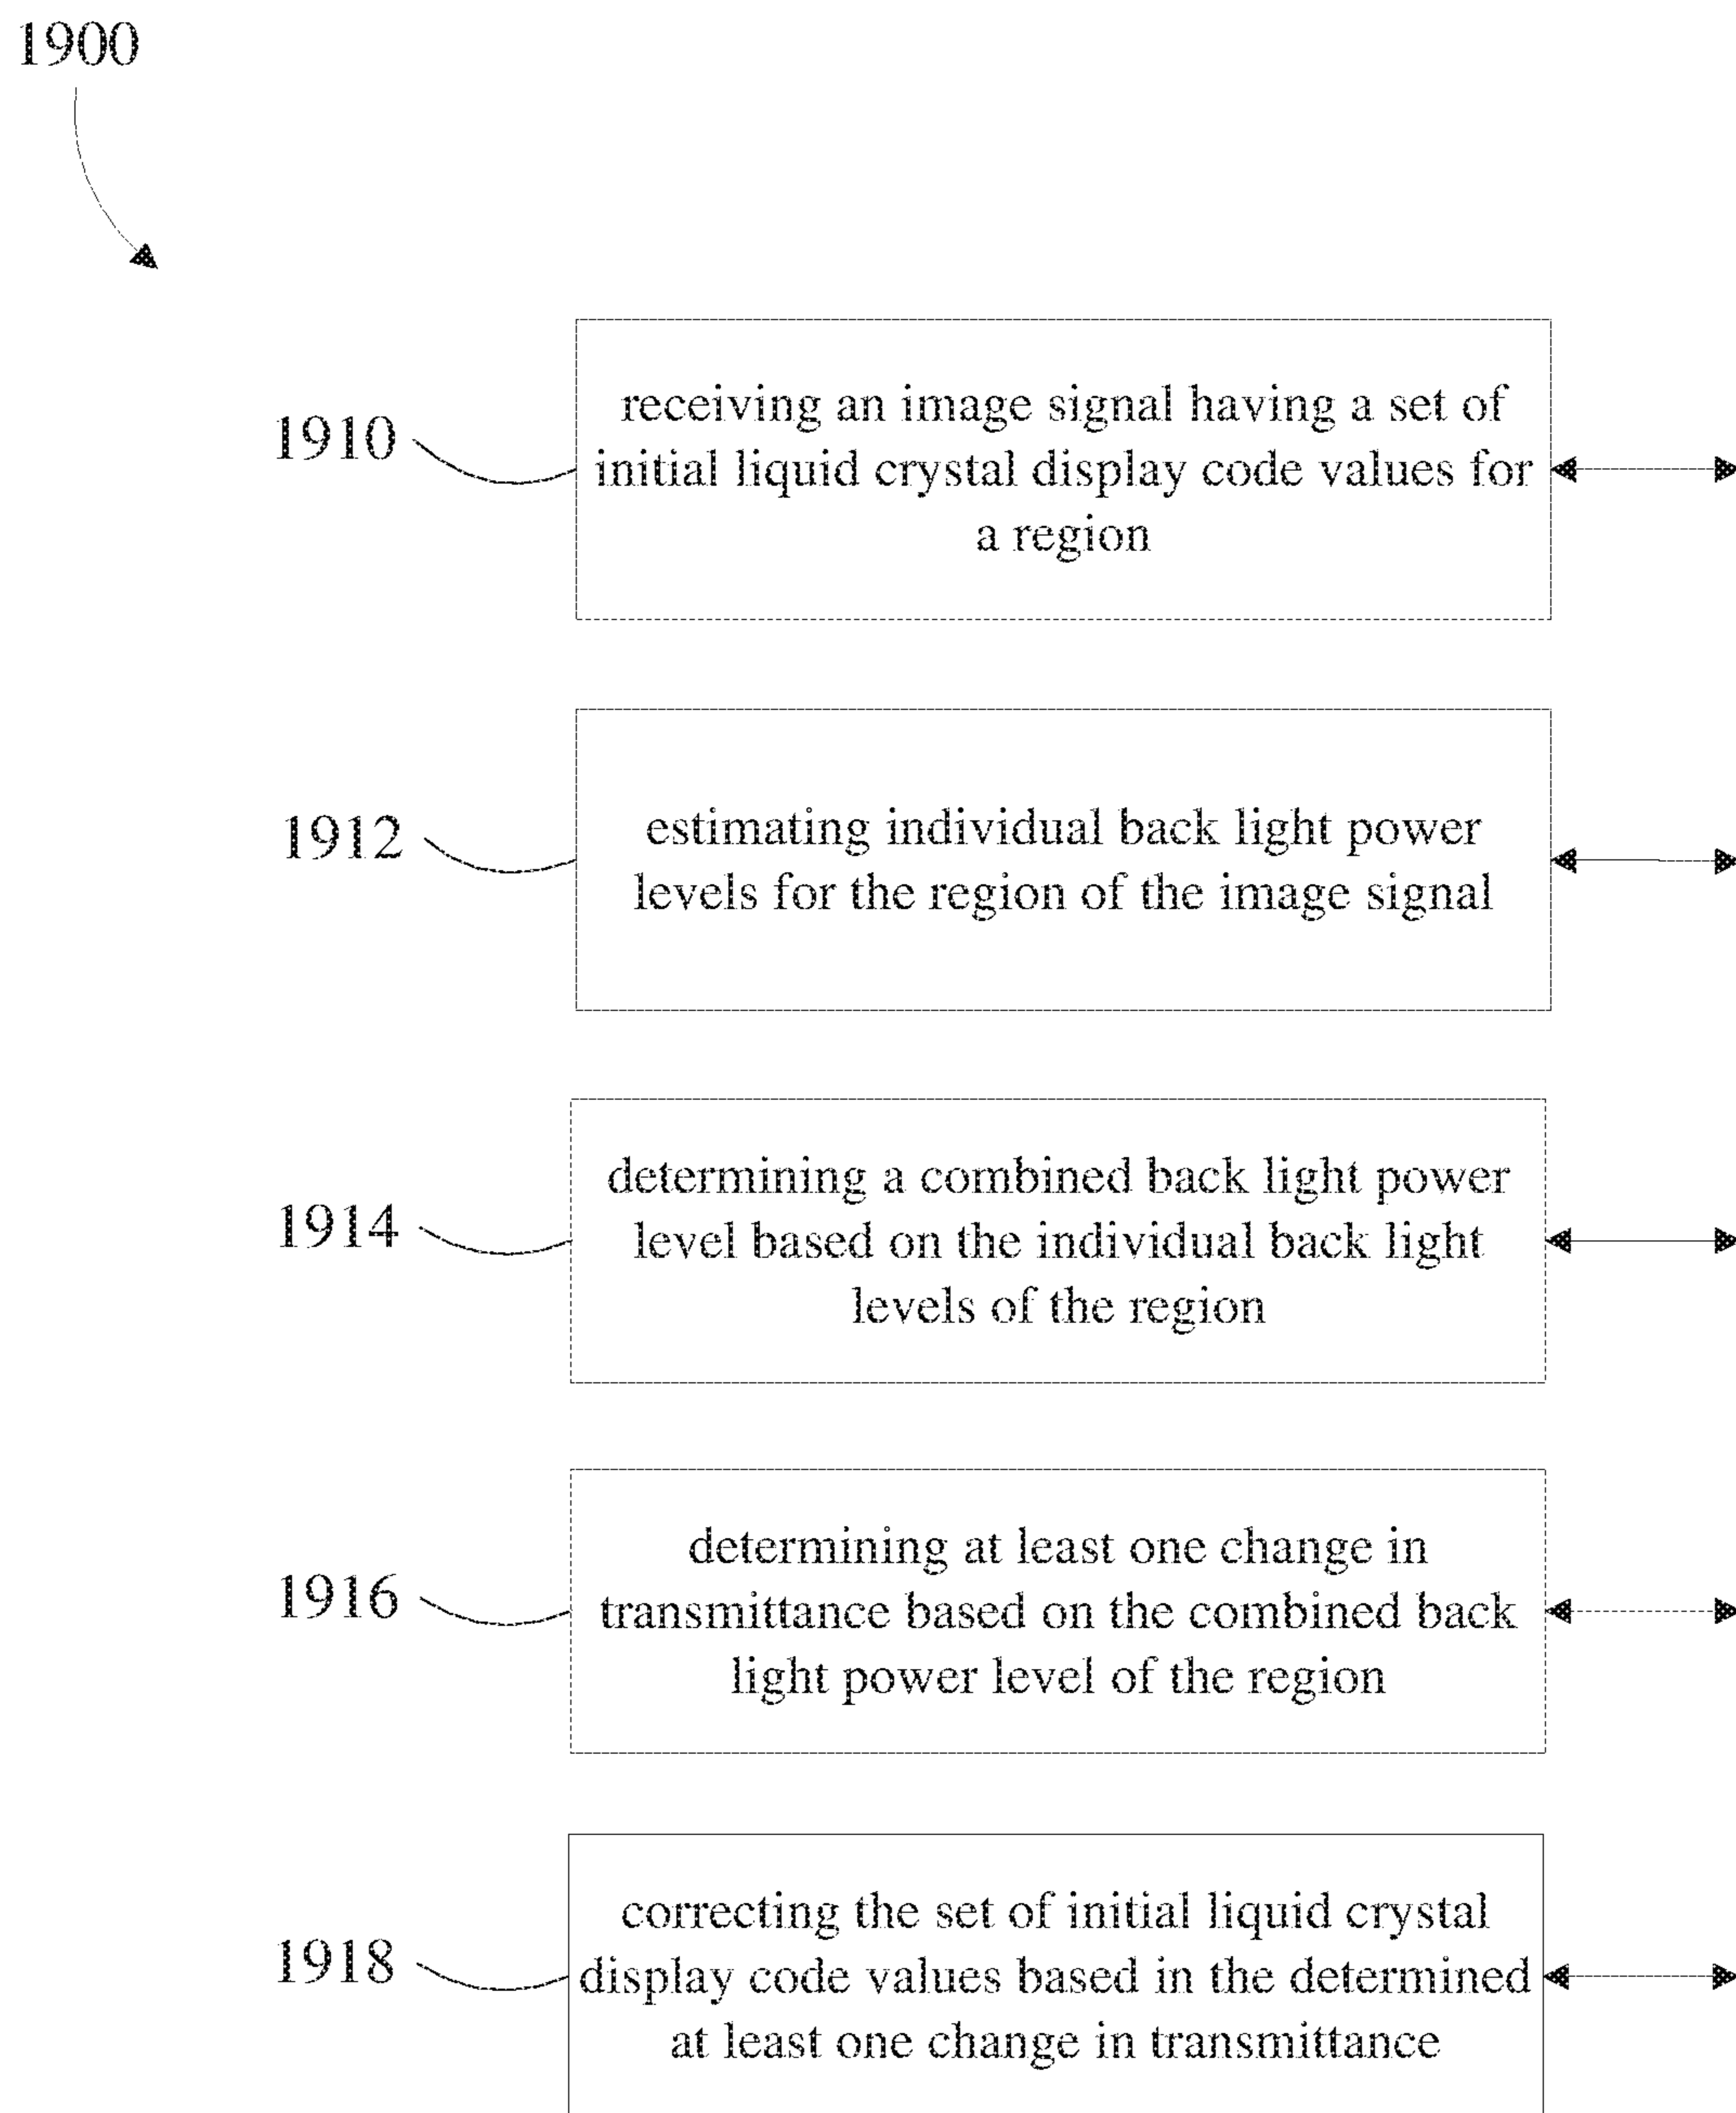 1900
1910
receiving an image signal having a set of
initial liquid crystal display code values for
a region
1912
estimating individual back light power
levels for the region of the image signal
1914
determining a combined back light power
level based on the individual back light
levels of the region
1916
determining at least one change in
transmittance based on the combined back
light power level of the region
1918
correcting the set of initial liquid crystal
display code values based in the determined
at least one change in transmittance